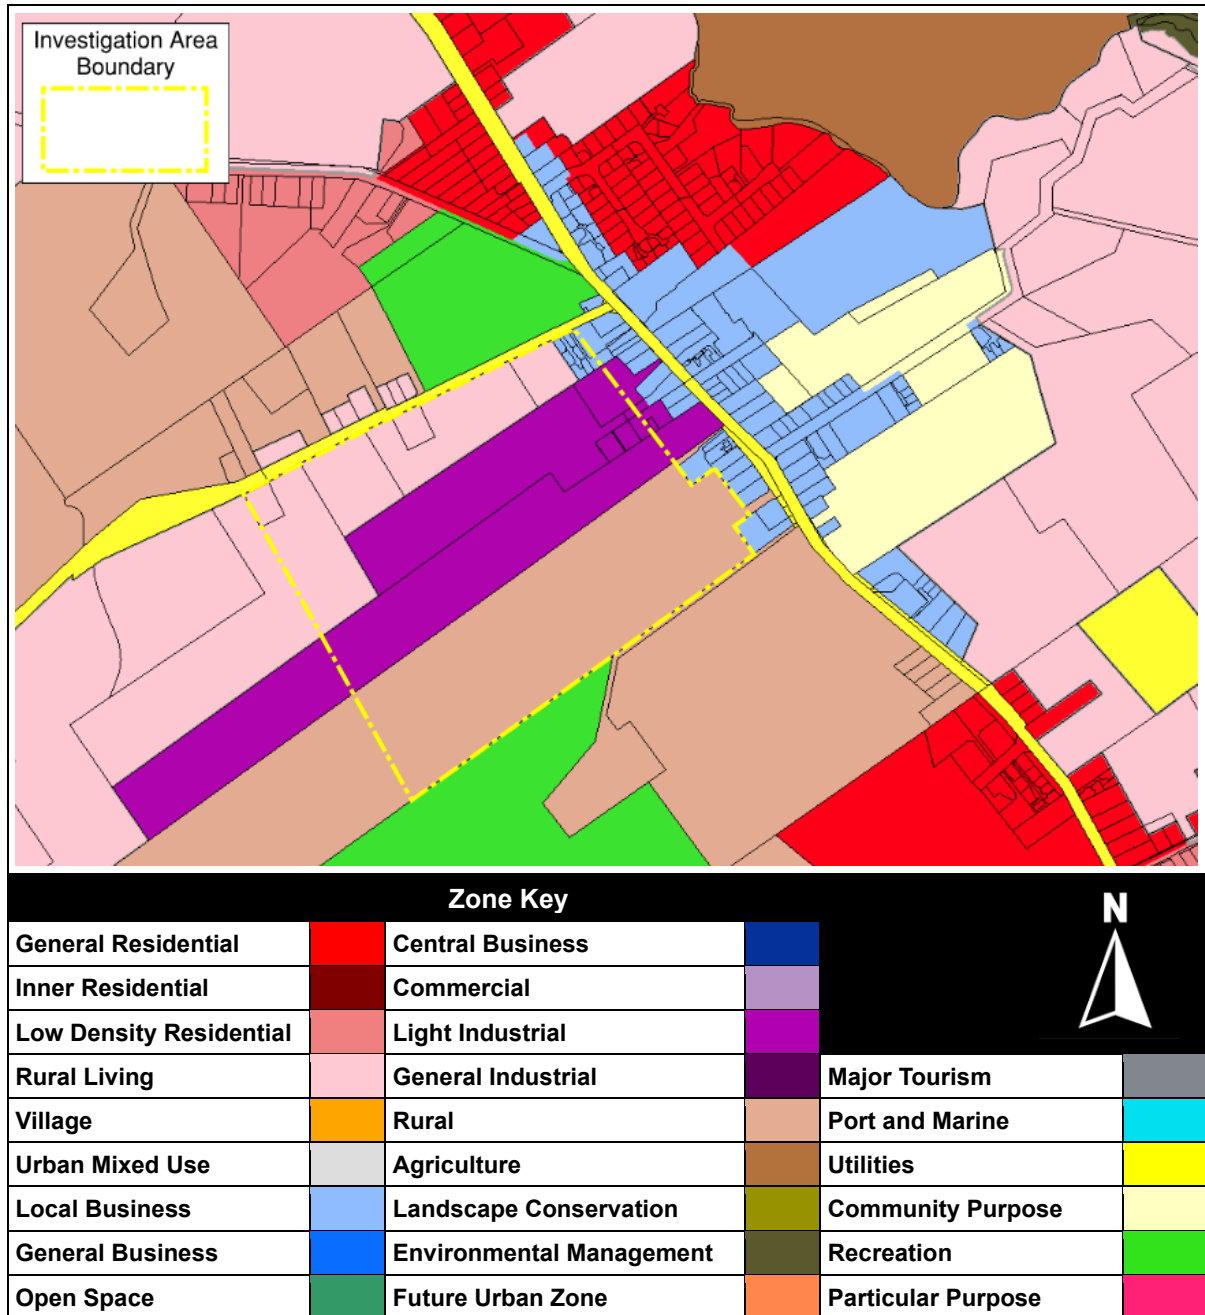 Investigation Area
Boundary
Zone Key
N
General Residential
Central Business
Inner Residential
Commercial
Low Density Residential
Light Industrial
Rural Living
General Industrial
Major Tourism
Village
Rural
Port and Marine
Urban Mixed Use
Agriculture
Utilities
Local Business
Landscape Conservation
Community Purpose
General Business
Environmental Management
Recreation
Open Space
Future Urban Zone
Particular Purpose